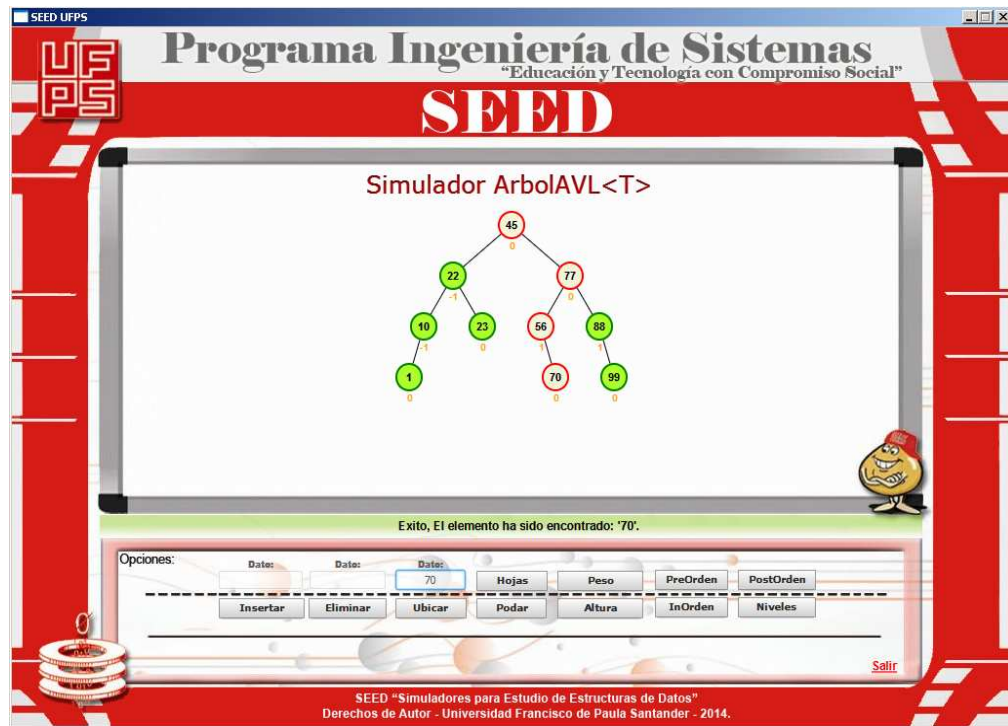 SEED UFPS
UFPS
Programa Ingeniería de Sistemas
“Educación y Tecnología con Compromiso Social”
SEED
Simulador ArbolAVL<T>
45
0
22
77
-1
0
10
23
56
88
-1
0
1
1
1
70
99
0
0
0
Exito, El elemento ha sido encontrado: '70'.
Opciones:
Dato:
Dato:
Dato:
70
Hojas
Peso
PreOrden
PostOrden
Insertar
Eliminar
Ubicar
Podar
Altura
InOrden
Niveles
Salir
SEED “Simuladores para Estudio de Estructuras de Datos”
Derechos de Autor - Universidad Francisco de Paula Santander - 2014.